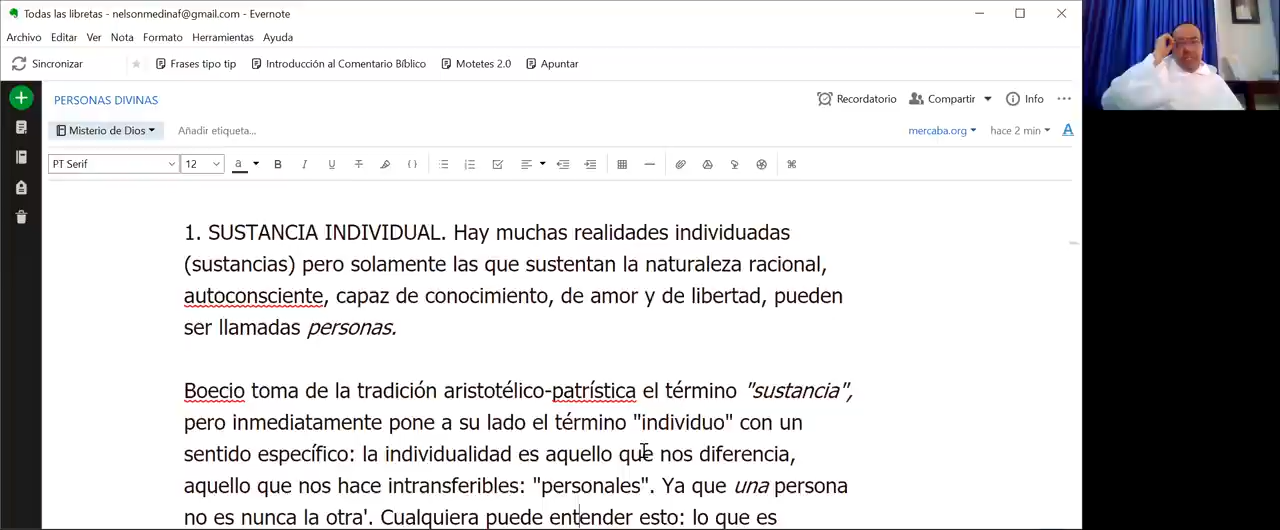 Todas las libretas - nelsonmedinaf@gmail.com - Evernote
Archivo Editar Ver Nota Formato Herramientas Ayuda
Sincronizar Frases tipo tip Introducción al Comentario Bíblico Motetes 2.0 Apuntar
PERSONAS DIVINAS Recordatorio Compartir Info
Misterio de Dios Añadir etiqueta... mercaba.org hace 2 min A
PT Serif 12 a B I U T
1. SUSTANCIA INDIVIDUAL. Hay muchas realidades individuadas
(sustancias) pero solamente las que sustentan la naturaleza racional,
autoconsciente, capaz de conocimiento, de amor y de libertad, pueden
ser llamadas personas.
Boecio toma de la tradición aristotélico-patrística el término "sustancia",
pero inmediatamente pone a su lado el término "individuo" con un
sentido específico: la individualidad es aquello que nos diferencia,
aquello que nos hace intransferibles: "personales". Ya que una persona
no es nunca la otra'. Cualquiera puede entender esto: lo que es